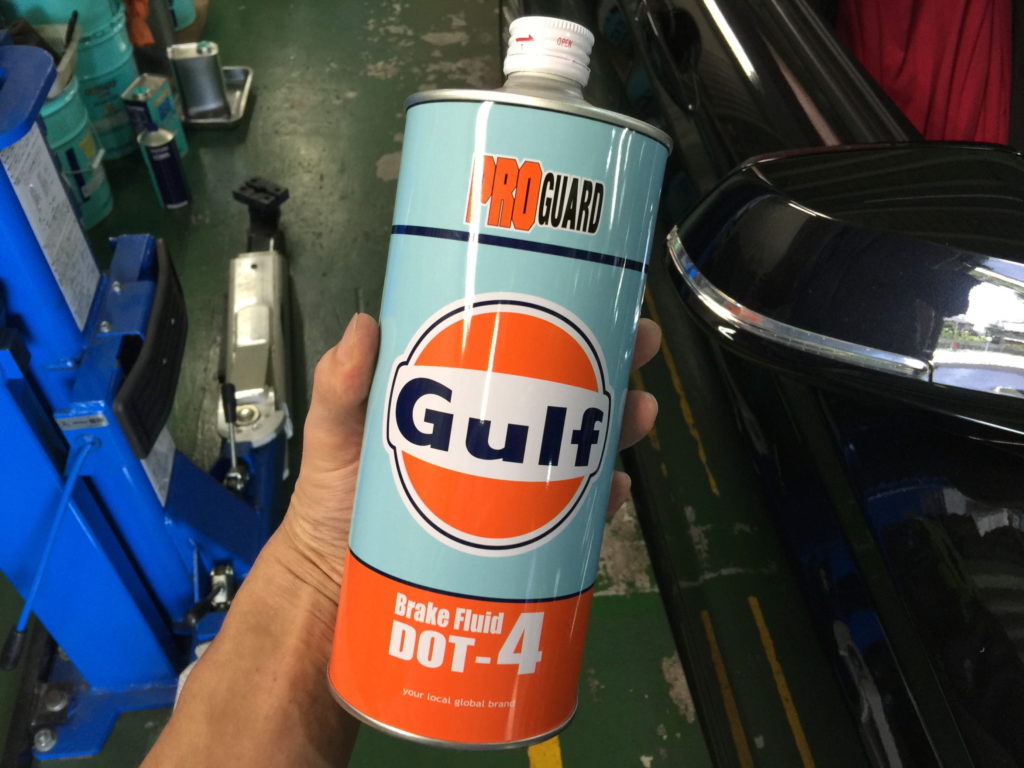 OPEN
PROGUARD
Gulf
Brake Fluid
DOT-4
your local global brand